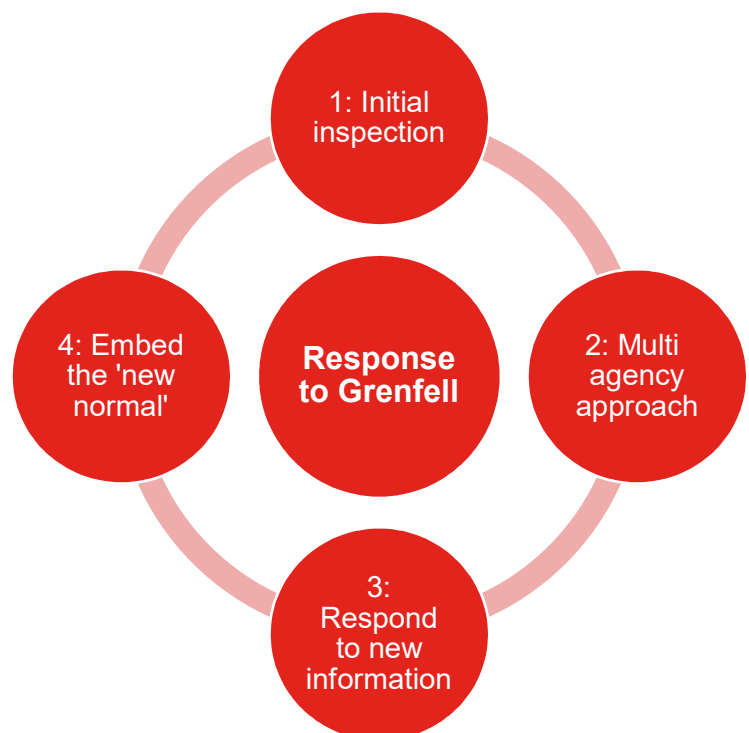 1: Initial
inspection
2: Multi
agency
approach
3:
Respond
to new
information
4: Embed
the 'new
normal'
Response
to Grenfell